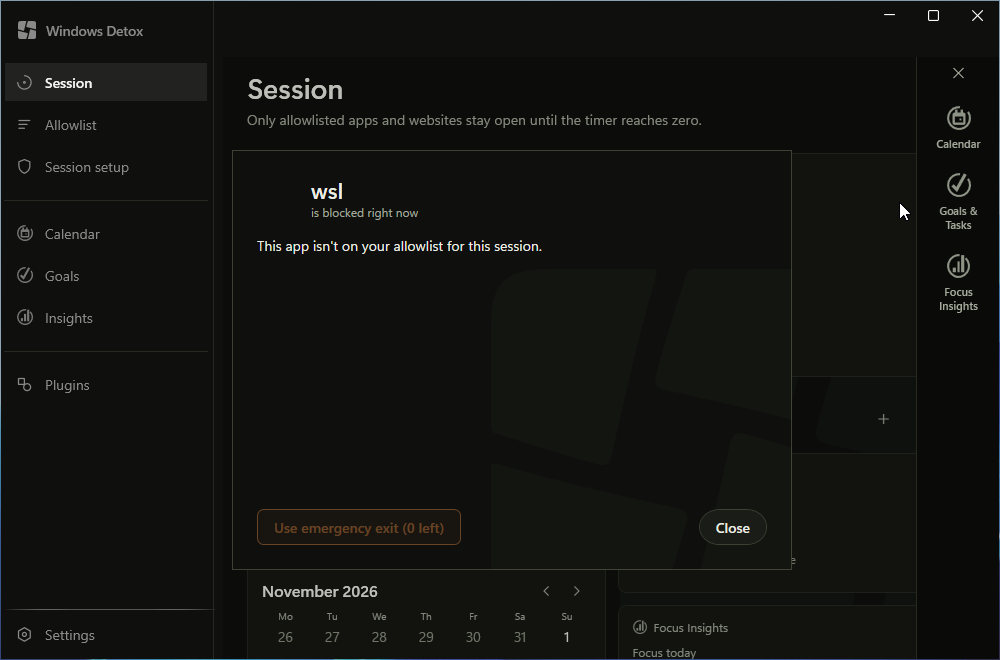 Windows Detox
Session
Allowlist
Session setup
Calendar
Goals
Insights
Plugins
Settings
Session
Only allowlisted apps and websites stay open until the timer reaches zero.
wsl
is blocked right now
This app isn't on your allowlist for this session.
Use emergency exit (0 left)
Close
November 2026
Mo Tu We Th Fr Sa Su
26 27 28 29 30 31 1
Focus Insights
Focus today
Calendar
Goals &
Tasks
Focus
Insights